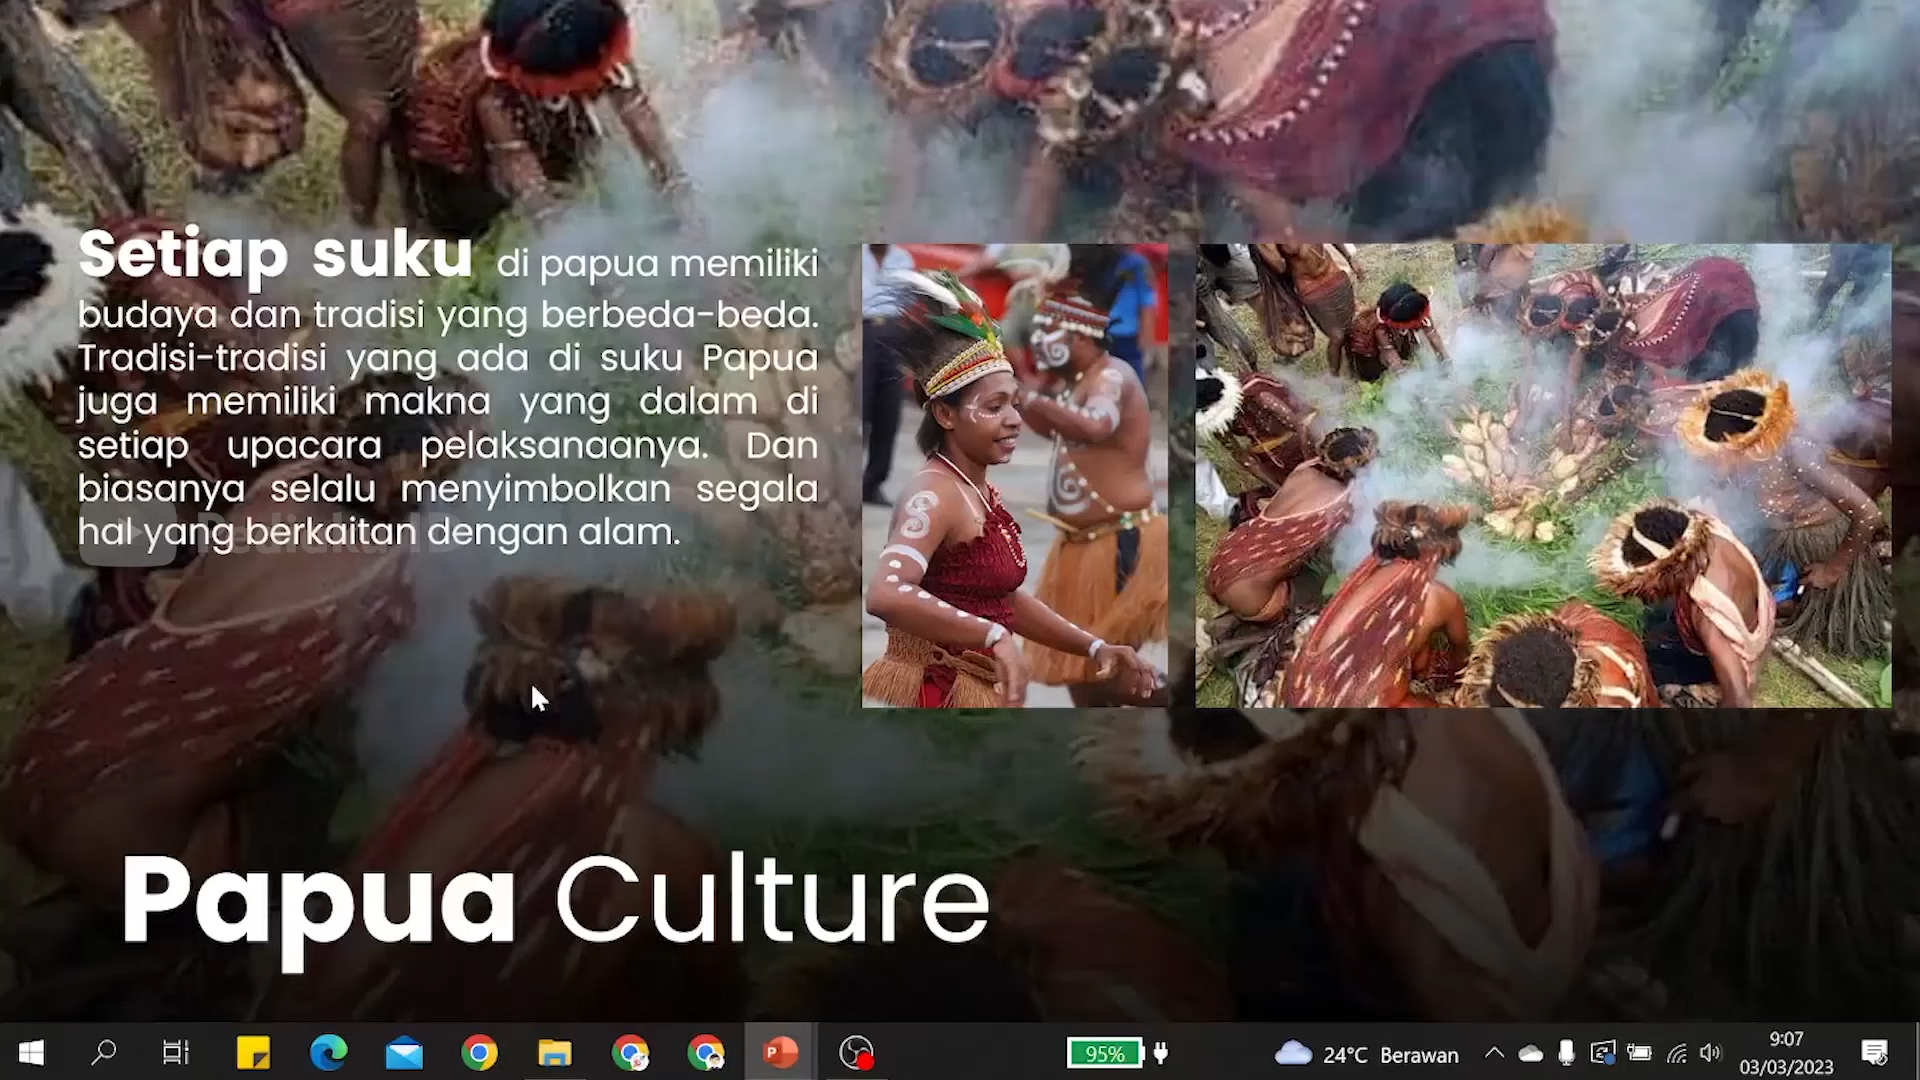 Setiap suku di papua memiliki
budaya dan tradisi yang berbeda-beda.
Tradisi-tradisi yang ada di suku Papua
juga memiliki makna yang dalam di
setiap upacara pelaksanaanya. Dan
biasanya selalu menyimbolkan segala
hal yang berkaitan dengan alam.
Papua Culture
95%
24°C Berawan
9:07
03/03/2023